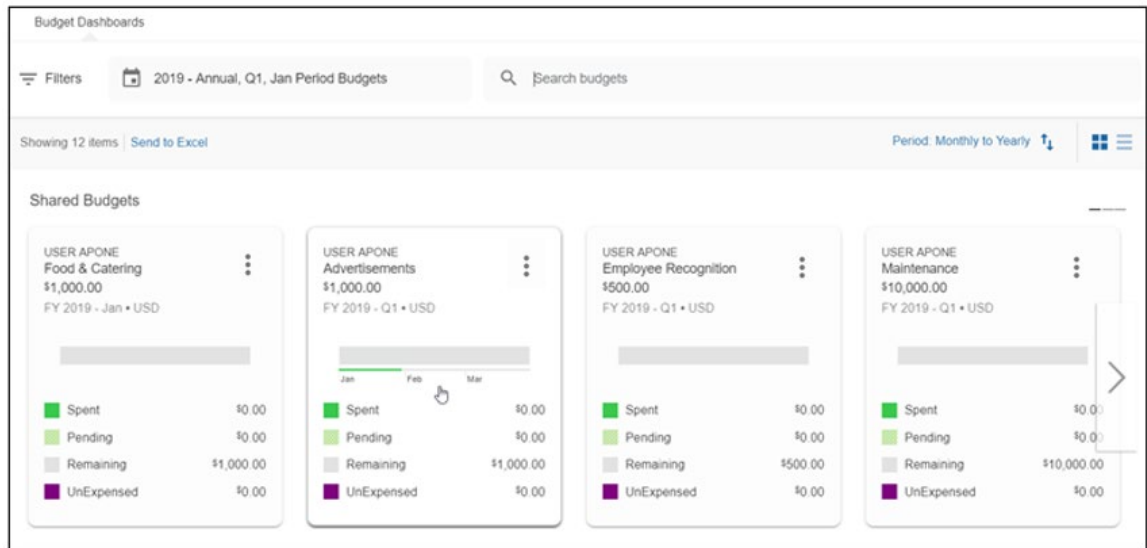 Budget Dashboards
Filters
2019 - Annual, Q1, Jan Period Budgets
Search budgets
Showing 12 items | Send to Excel
Period: Monthly to Yearly
Shared Budgets
USER APONE
Food & Catering
$1,000.00
FY 2019 - Jan • USD
Spent $0.00
Pending $0.00
Remaining $1,000.00
UnExpensed $0.00
USER APONE
Advertisements
$1,000.00
FY 2019 - Q1 • USD
Jan Feb Mar
Spent $0.00
Pending $0.00
Remaining $1,000.00
UnExpensed $0.00
USER APONE
Employee Recognition
$500.00
FY 2019 - Q1 • USD
Spent $0.00
Pending $0.00
Remaining $500.00
UnExpensed $0.00
USER APONE
Maintenance
$10,000.00
FY 2019 - Q1 • USD
Spent $0.00
Pending $0.00
Remaining $10,000.00
UnExpensed $0.00